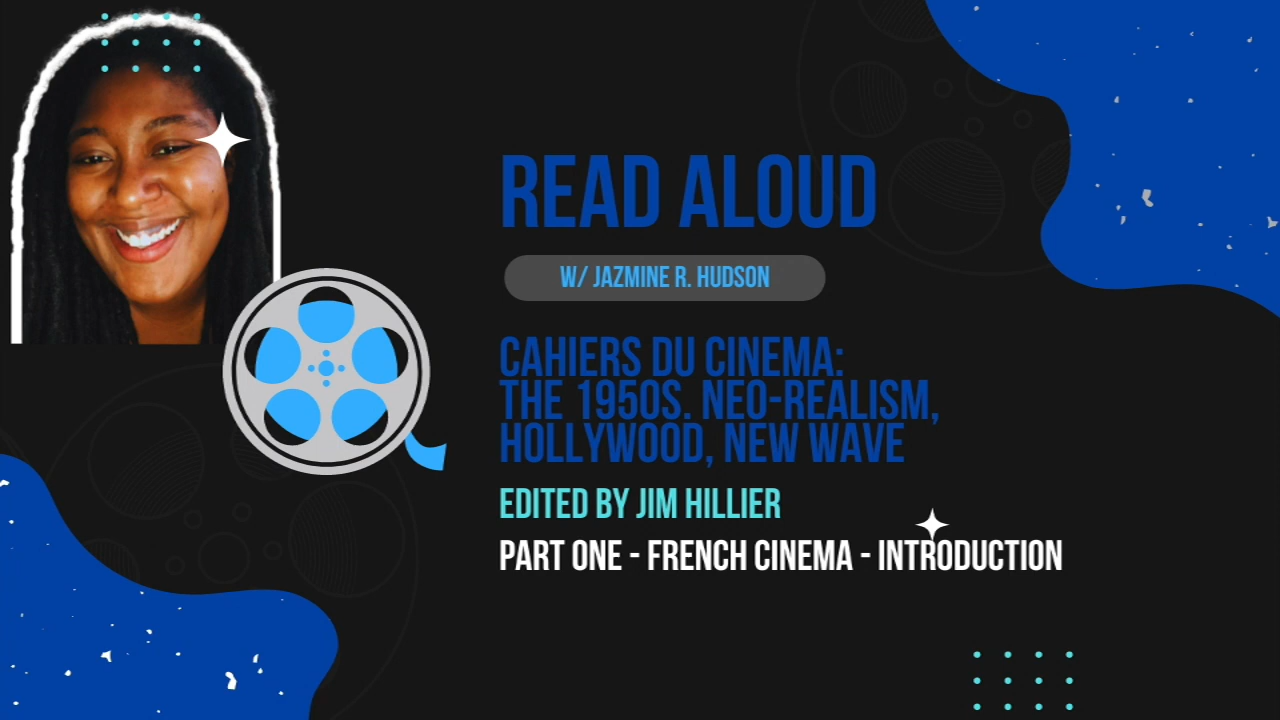 READ ALOUD
W/ JAZMINE R. HUDSON
CAHIERS DU CINEMA:
THE 1950S. NEO-REALISM,
HOLLYWOOD, NEW WAVE
EDITED BY JIM HILLIER
PART ONE - FRENCH CINEMA - INTRODUCTION